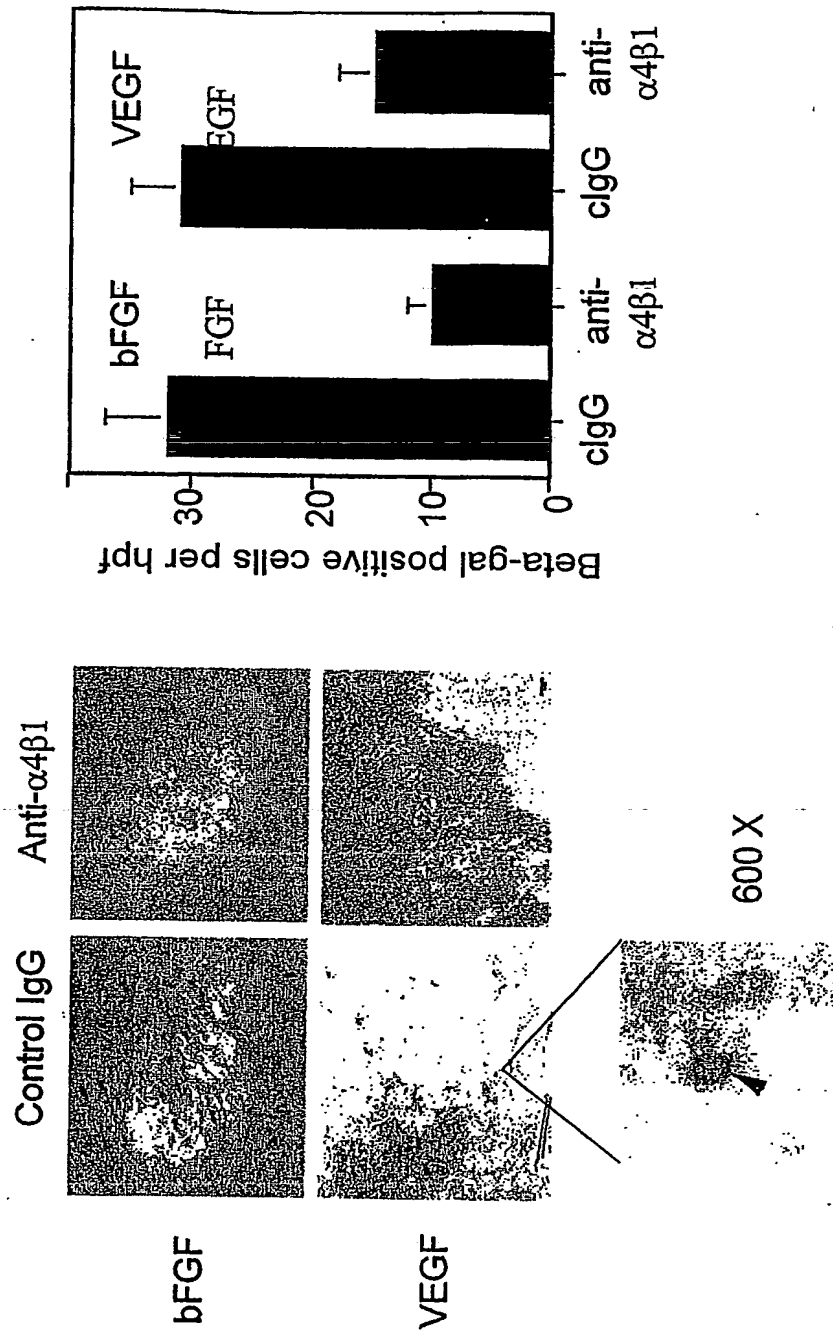 Control IgG
Anti-α4β1
bFGF
VEGF
600 X
Beta-gal positive cells per hpf
30
20
10
0
bFGF
VEGF
FGF
EGF
cIgG
anti-
α4β1
cIgG
anti-
α4β1